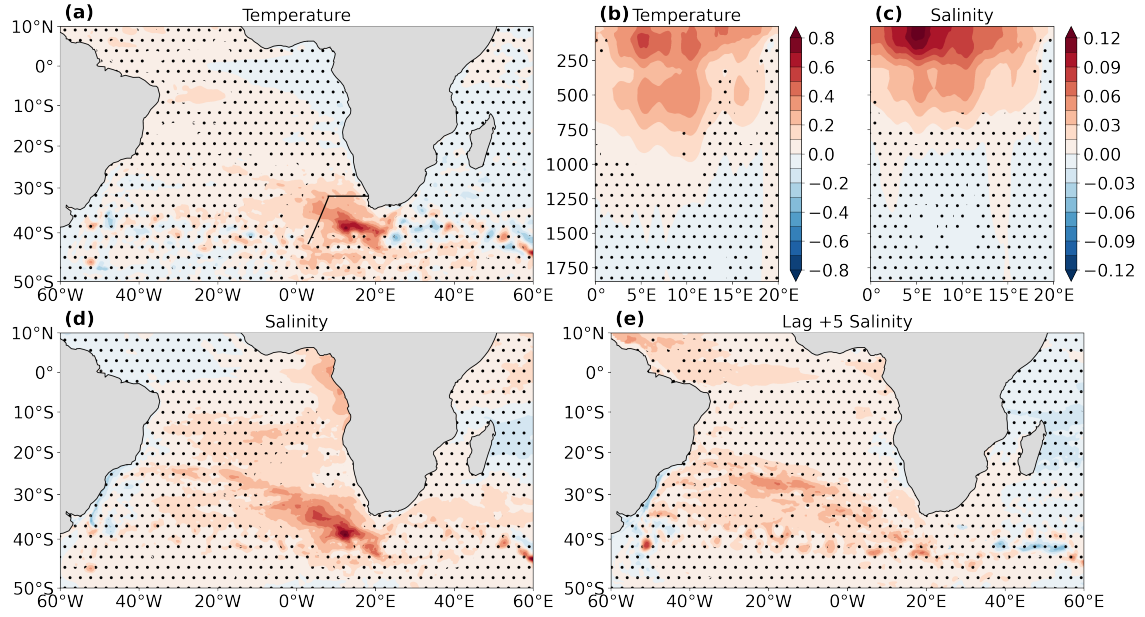 (a) Temperature
(b) Temperature
(c) Salinity
10°N
0°
10°S
20°S
30°S
40°S
50°S
60°W 40°W 20°W 0°W 20°E 40°E 60°E
250
500
750
1000
1250
1500
1750
0° 5°E 10°E 15°E 20°E
0.8
0.6
0.4
0.2
0.0
−0.2
−0.4
−0.6
−0.8
0° 5°E 10°E 15°E 20°E
0.12
0.09
0.06
0.03
0.00
−0.03
−0.06
−0.09
−0.12
(d) Salinity
10°N
0°
10°S
20°S
30°S
40°S
50°S
60°W 40°W 20°W 0°W 20°E 40°E 60°E
(e) Lag +5 Salinity
10°N
0°
10°S
20°S
30°S
40°S
50°S
60°W 40°W 20°W 0°W 20°E 40°E 60°E